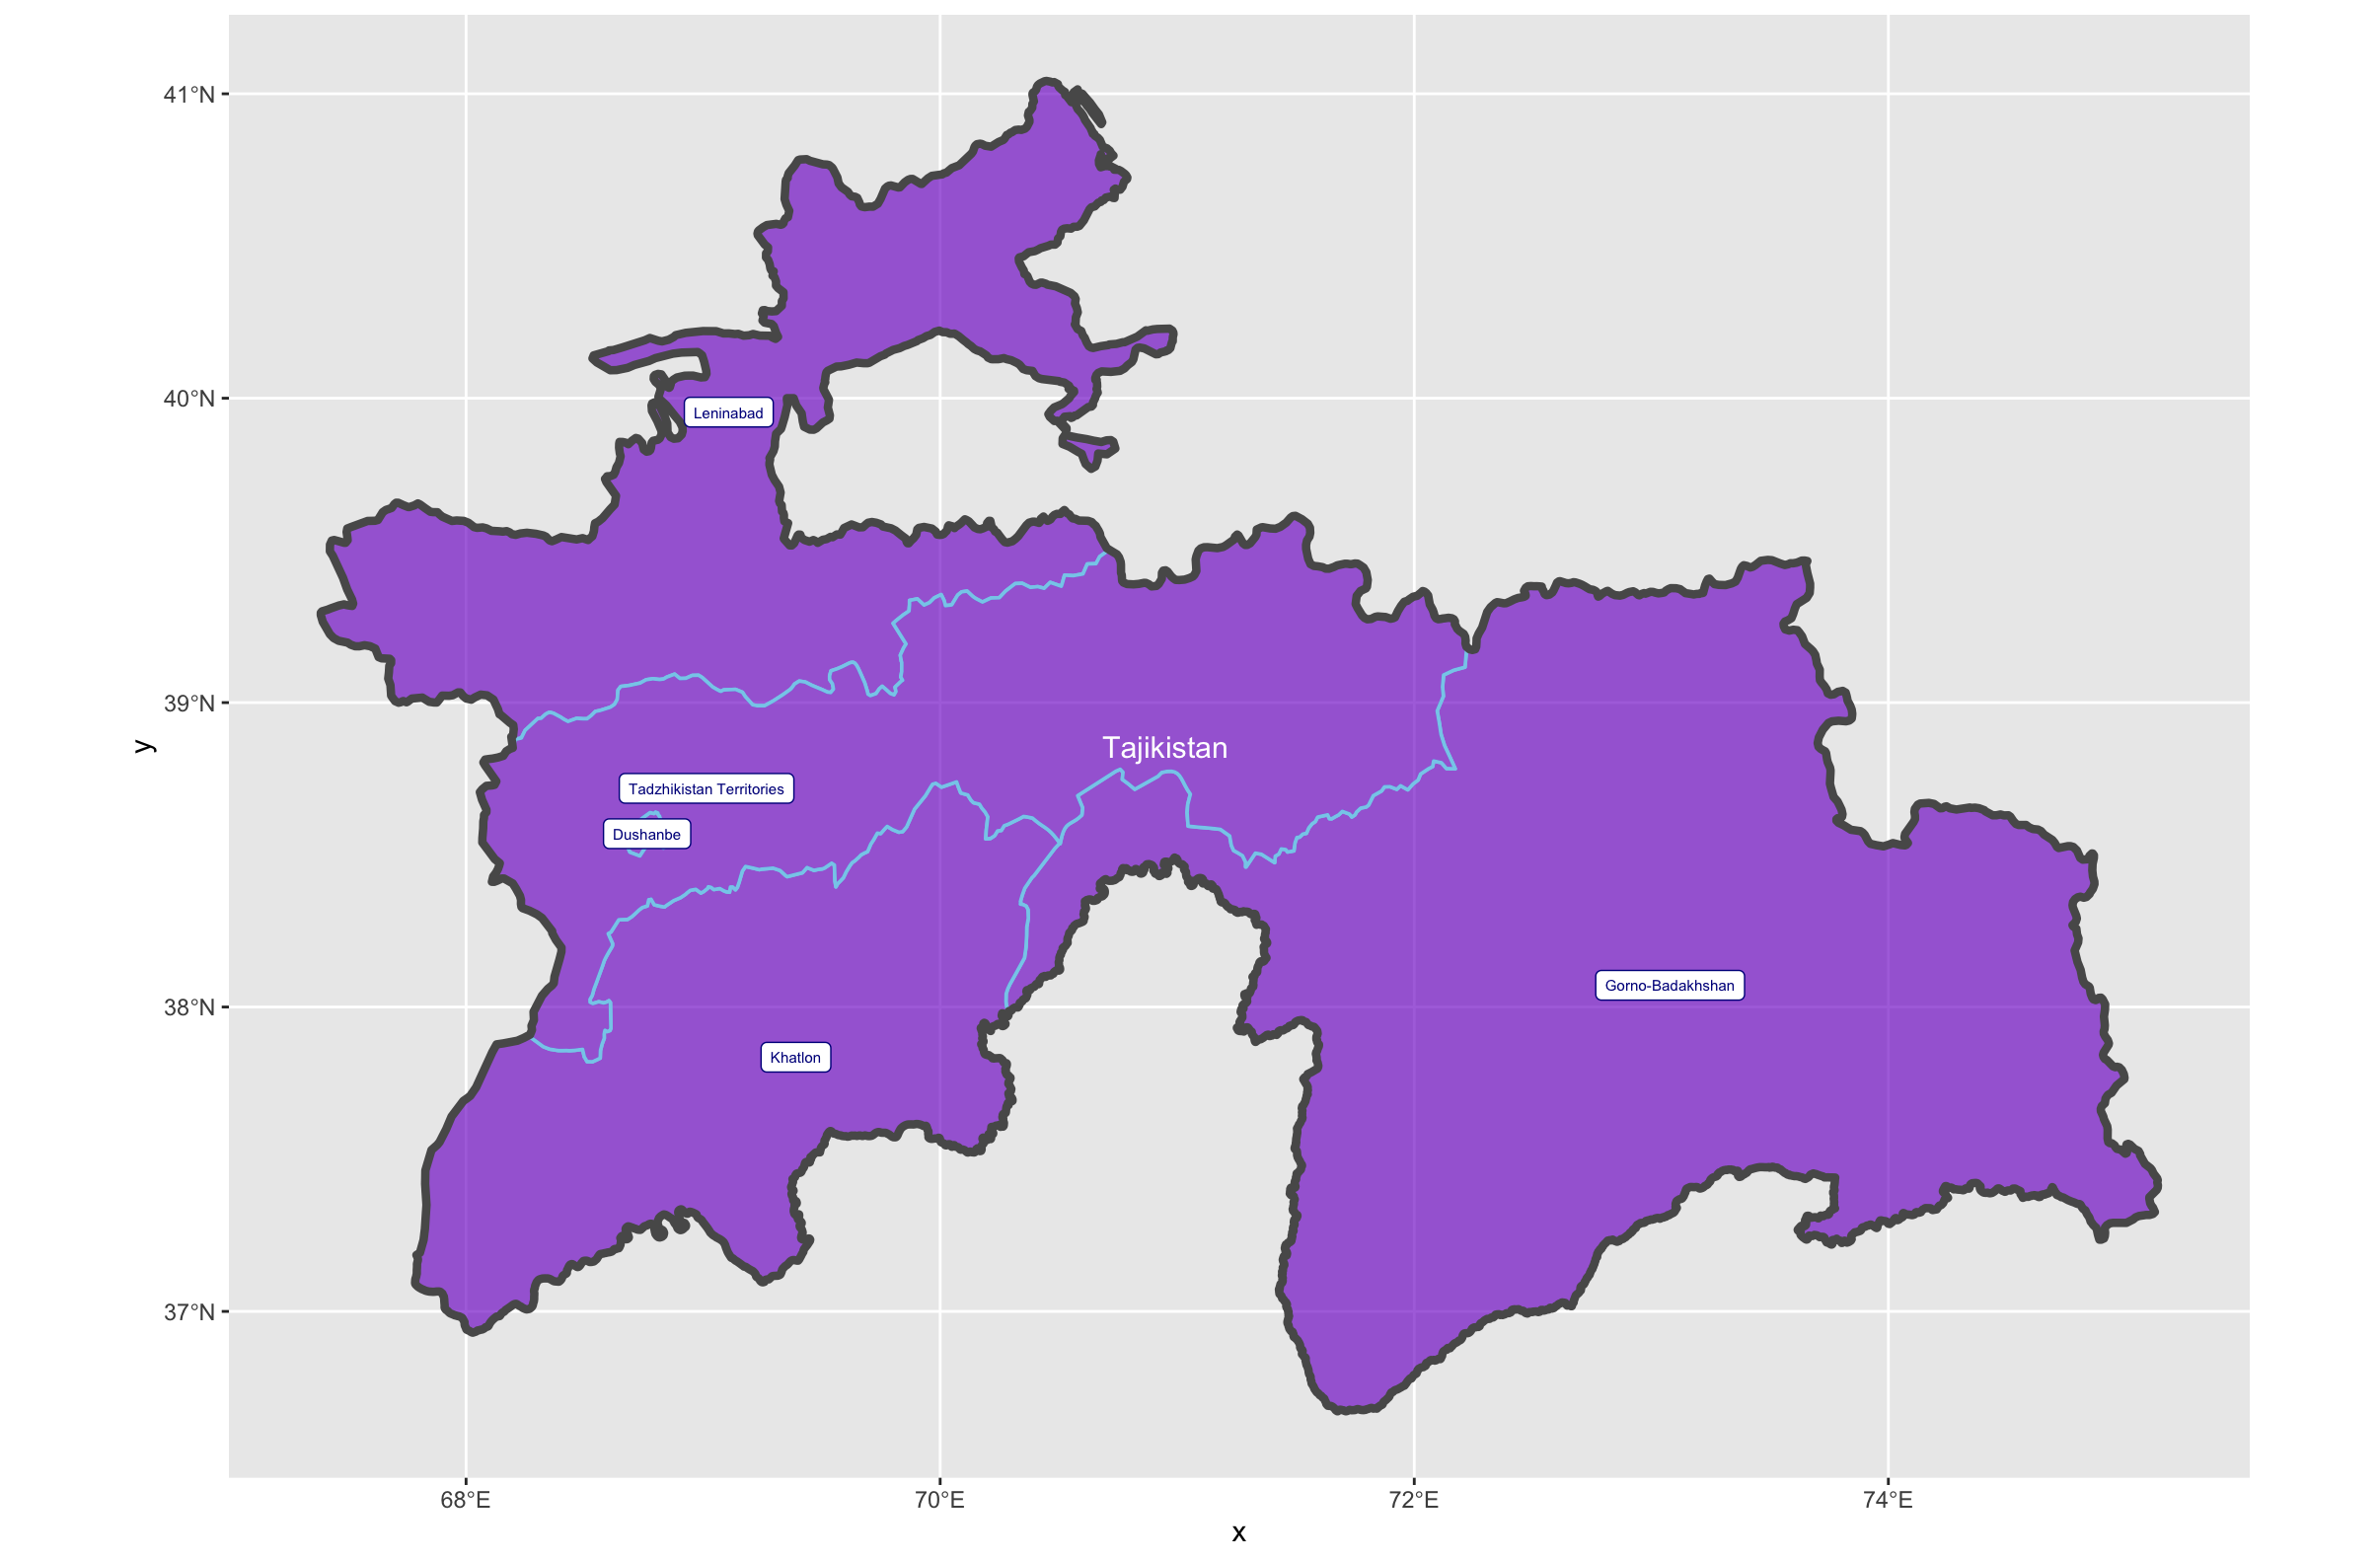 41°N
40°N
39°N
38°N
37°N
y
Leninabad
Tajikistan
Tadzhikistan Territories
Dushanbe
Gorno-Badakhshan
Khatlon
68°E
70°E
72°E
74°E
x